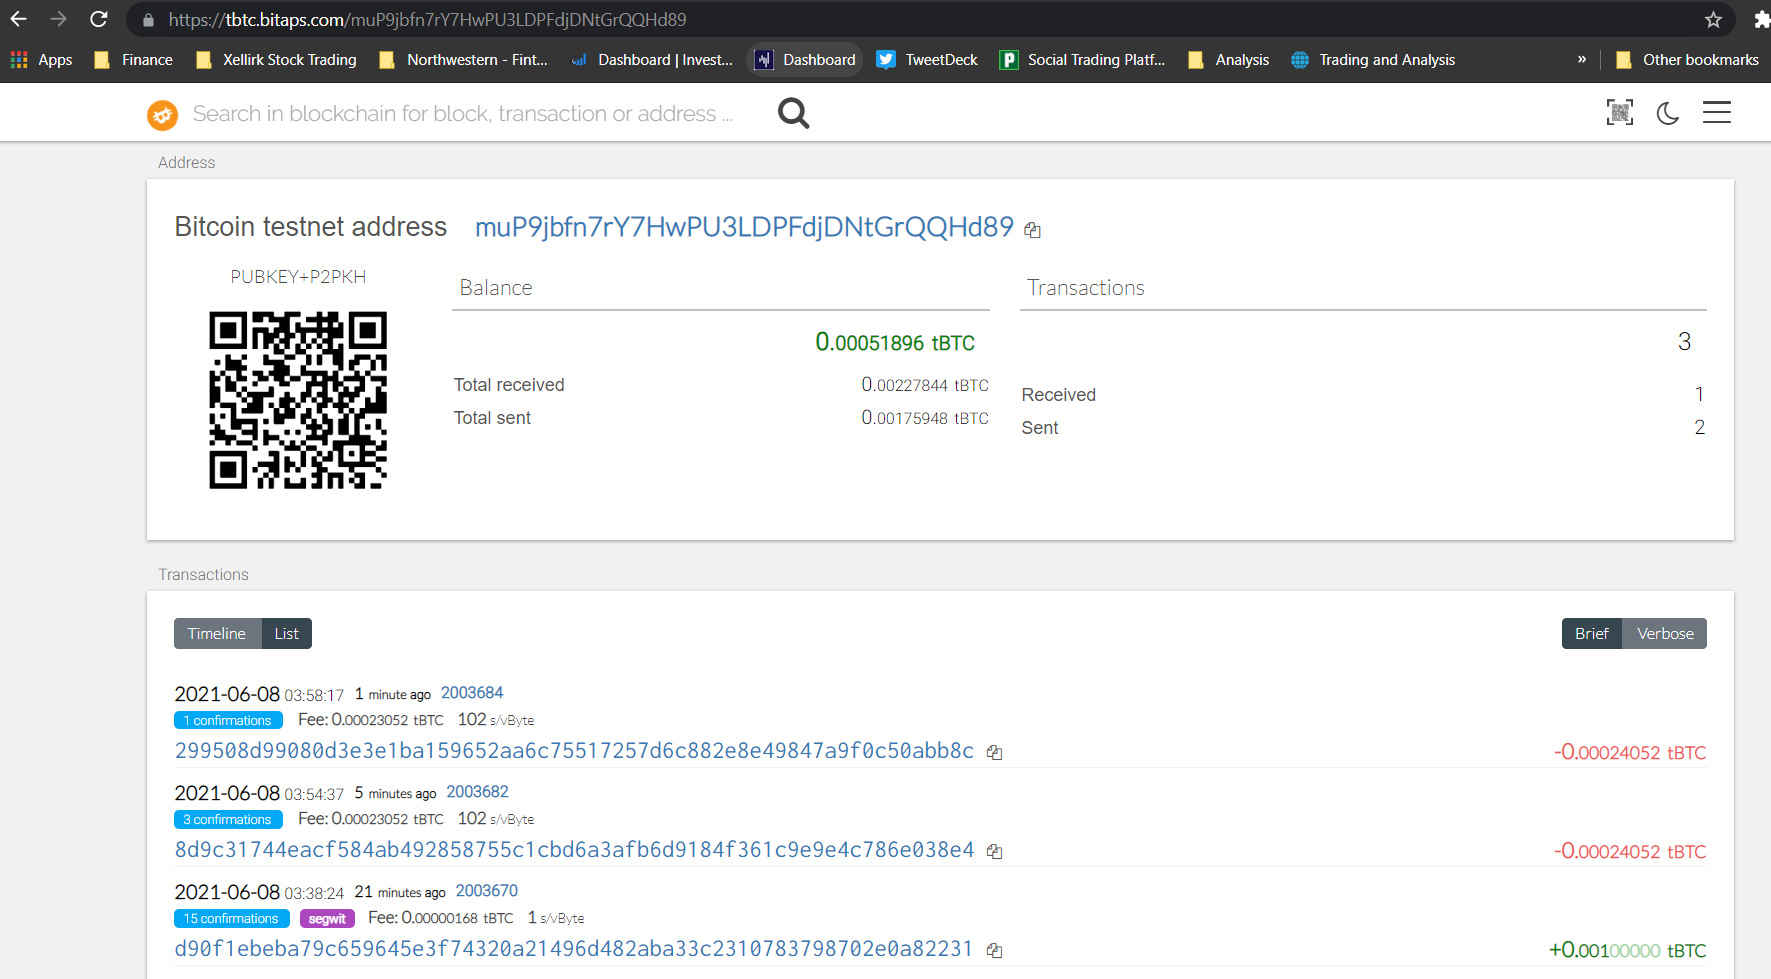 https://tbtc.bitaps.com/muP9jbfn7rY7HwPU3LDPFdjDNtGrQQHd89
Apps Finance Xellirk Stock Trading Northwestern - Fint... Dashboard | Invest... Dashboard TweetDeck Social Trading Platf... Analysis Trading and Analysis » Other bookmarks
Search in blockchain for block, transaction or address ...
Address
Bitcoin testnet address muP9jbfn7rY7HwPU3LDPFdjDNtGrQQHd89
PUBKEY+P2PKH
Balance
0.00051896 tBTC
Total received 0.00227844 tBTC
Total sent 0.00175948 tBTC
Transactions
3
Received 1
Sent 2
Transactions
Timeline List Brief Verbose
2021-06-08 03:58:17 1 minute ago 2003684
1 confirmations Fee: 0.00023052 tBTC 102 s/vByte
299508d99080d3e3e1ba159652aa6c75517257d6c882e8e49847a9f0c50abb8c -0.00024052 tBTC
2021-06-08 03:54:37 5 minutes ago 2003682
3 confirmations Fee: 0.00023052 tBTC 102 s/vByte
8d9c31744eacf584ab492858755c1cbd6a3afb6d9184f361c9e9e4c786e038e4 -0.00024052 tBTC
2021-06-08 03:38:24 21 minutes ago 2003670
15 confirmations segwit Fee: 0.00000168 tBTC 1 s/vByte
d90f1ebeba79c659645e3f74320a21496d482aba33c2310783798702e0a82231 +0.00100000 tBTC